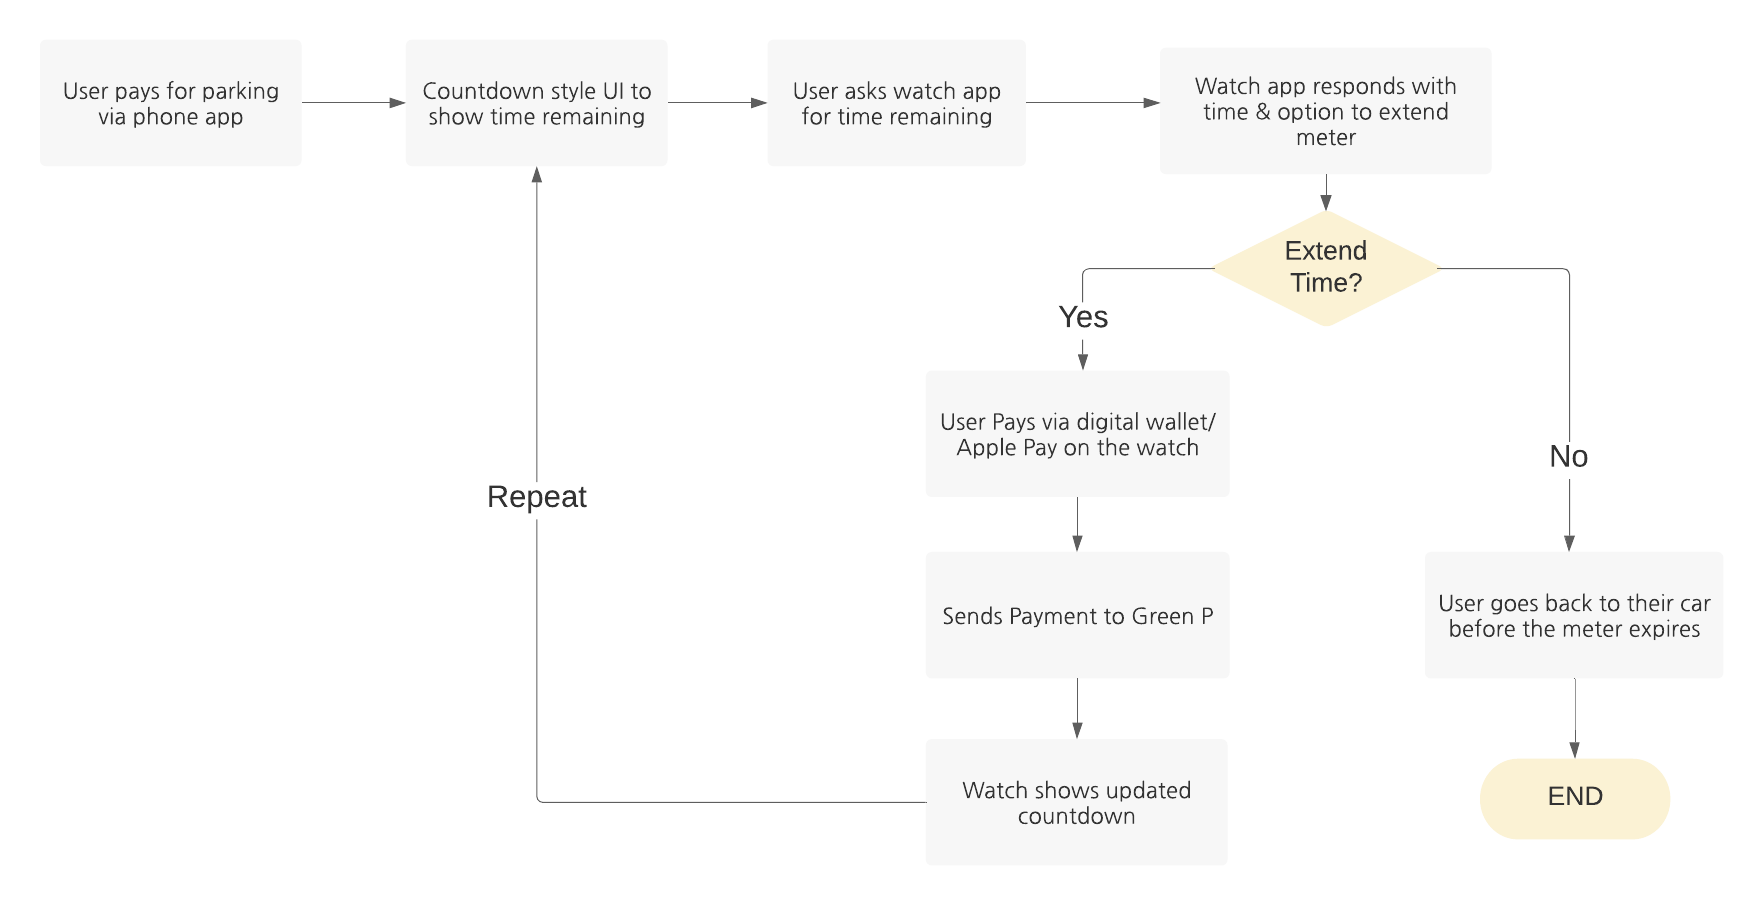 User pays for parking
via phone app
Countdown style UI to
show time remaining
User asks watch app
for time remaining
Watch app responds with
time & option to extend
meter
Extend
Time?
Yes
No
User Pays via digital wallet/
Apple Pay on the watch
Repeat
Sends Payment to Green P
User goes back to their car
before the meter expires
Watch shows updated
countdown
END